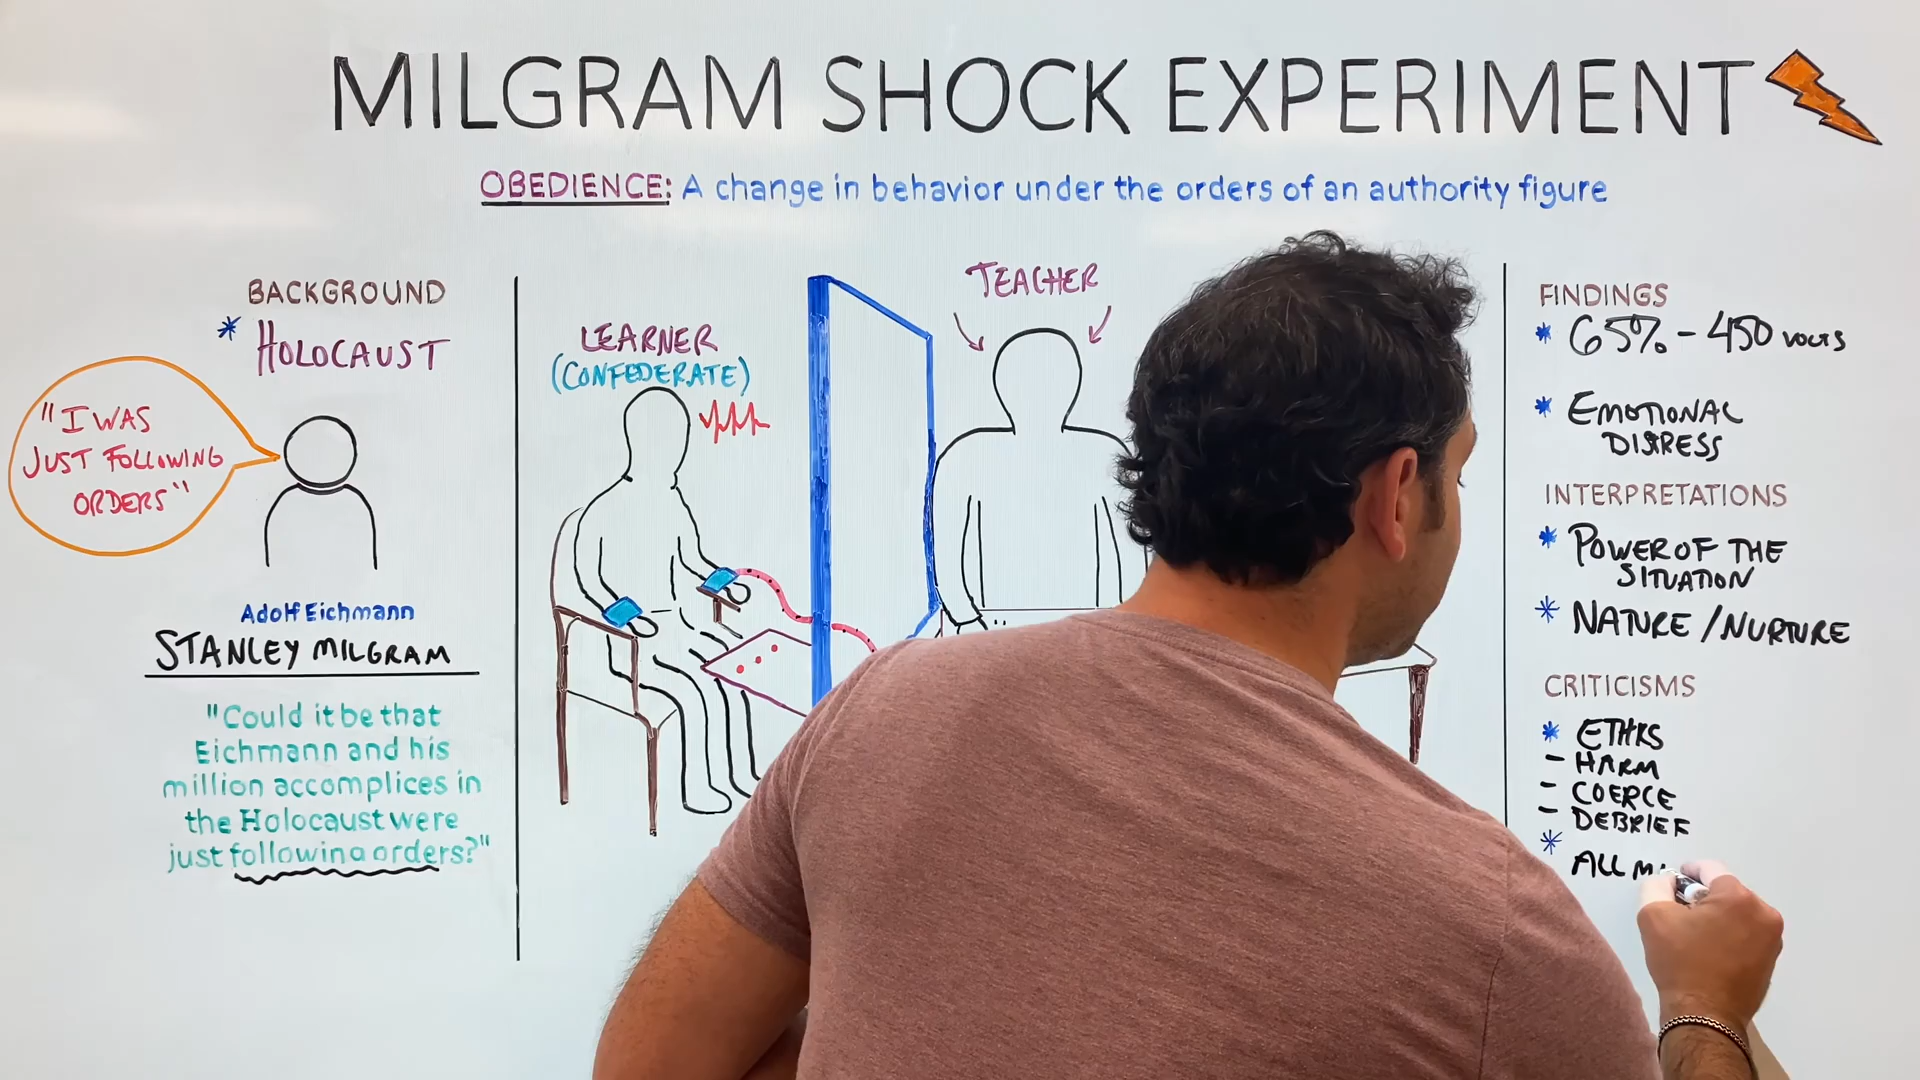 MILGRAM SHOCK EXPERIMENT
OBEDIENCE: A change in behavior under the orders of an authority figure
BACKGROUND
* HOLOCAUST
"I WAS
JUST FOLLOWING
ORDERS"
Adolf Eichmann
STANLEY MILGRAM
"Could it be that
Eichmann and his
million accomplices in
the Holocaust were
just following orders?"
LEARNER
(CONFEDERATE)
TEACHER
FINDINGS
* 65% - 450 VOLTS
* EMOTIONAL
DISTRESS
INTERPRETATIONS
* POWER OF THE
SITUATION
* NATURE / NURTURE
CRITICISMS
* ETHICS
- HARM
- COERCE
- DEBRIEF
*
ALL